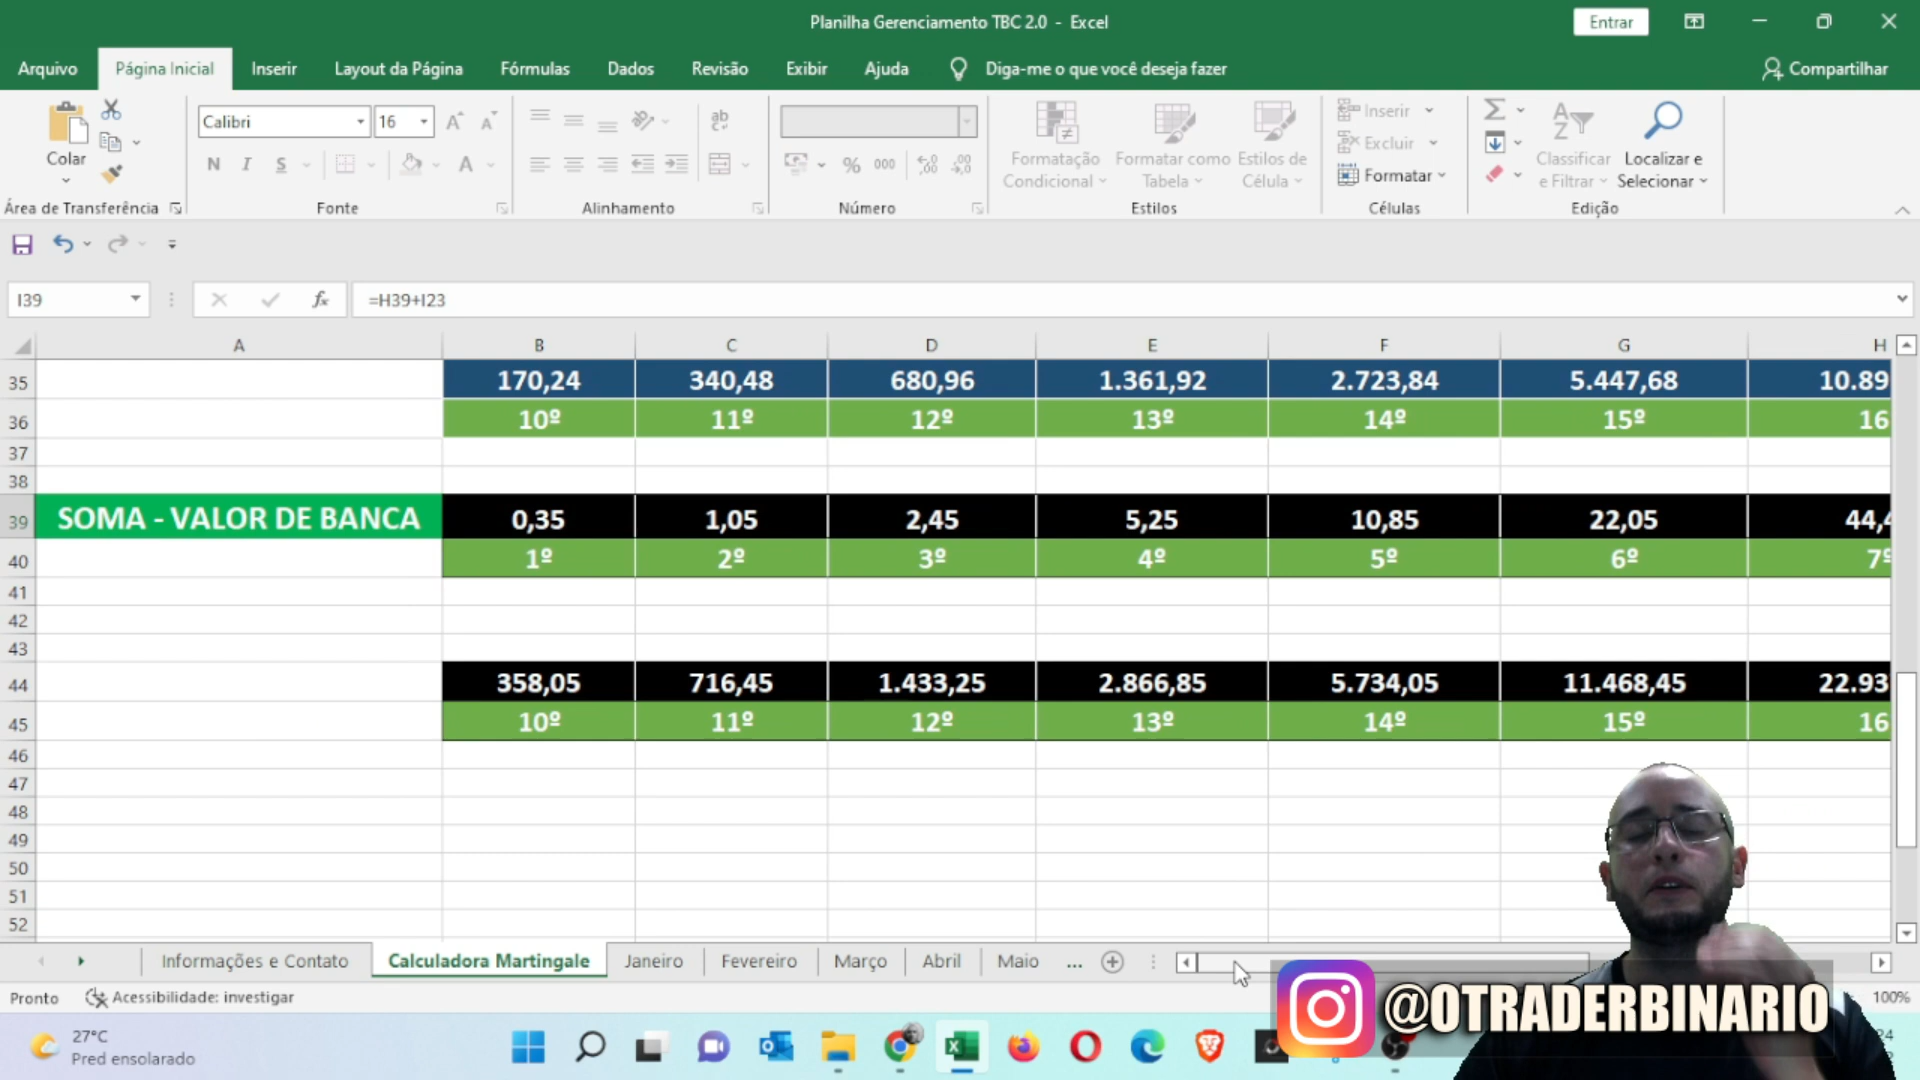 Planilha Gerenciamento TBC 2.0 - Excel
Entrar
Arquivo Página Inicial Inserir Layout da Página Fórmulas Dados Revisão Exibir Ajuda Diga-me o que você deseja fazer Compartilhar
Colar
Calibri 16
N I S A
ab
% 000
Formatação Condicional
Formatar como Tabela
Estilos de Célula
Inserir
Excluir
Formatar
Classificar e Filtrar
Localizar e Selecionar
Área de Transferência Fonte Alinhamento Número Estilos Células Edição
I39 fx =H39+I23
A B C D E F G H
35 170,24 340,48 680,96 1.361,92 2.723,84 5.447,68 10.89
36 10º 11º 12º 13º 14º 15º 16
37
38
39 SOMA - VALOR DE BANCA 0,35 1,05 2,45 5,25 10,85 22,05 44,4
40 1º 2º 3º 4º 5º 6º 7º
41
42
43
44 358,05 716,45 1.433,25 2.866,85 5.734,05 11.468,45 22.93
45 10º 11º 12º 13º 14º 15º 16
46
47
48
49
50
51
52
Informações e Contato Calculadora Martingale Janeiro Fevereiro Março Abril Maio ...
Pronto Acessibilidade: investigar 100%
@OTRADERBINARIO
27°C
Pred ensolarado